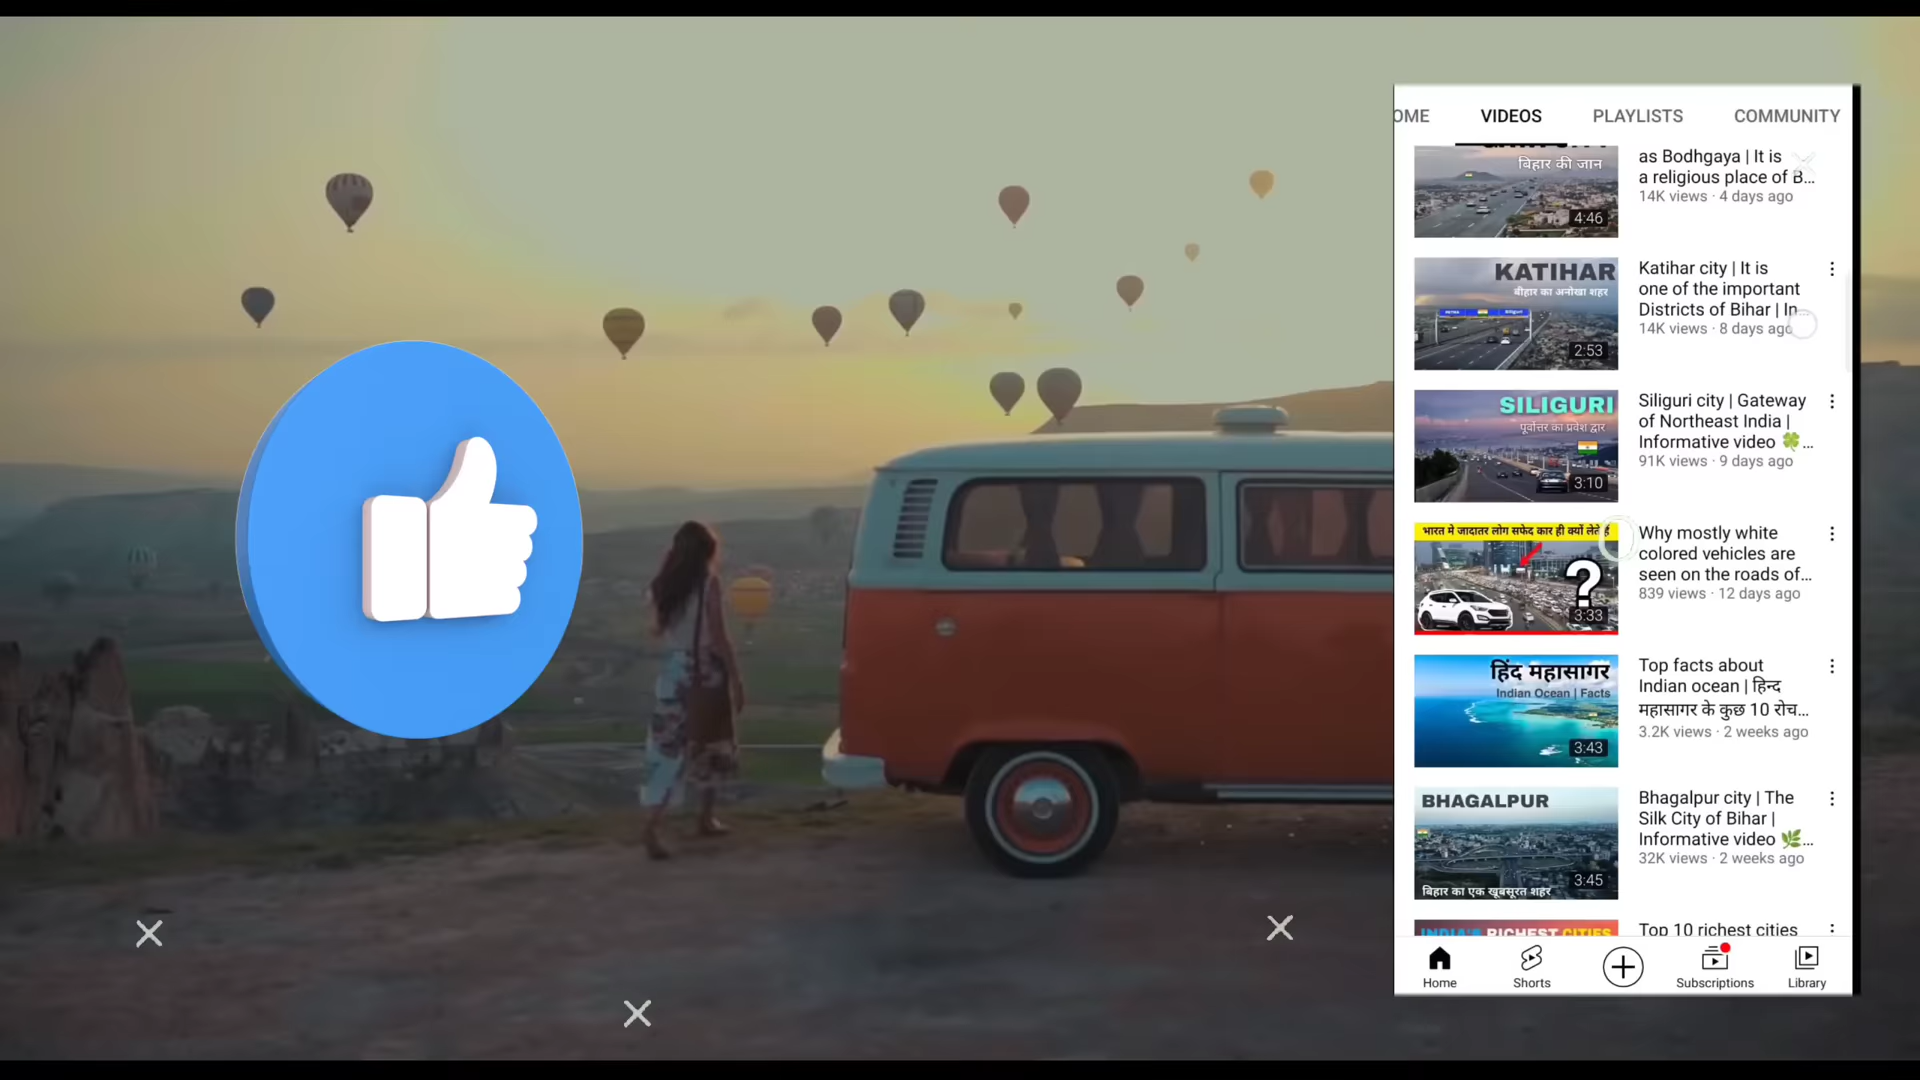 OME VIDEOS PLAYLISTS COMMUNITY
बिहार की जान
4:46
as Bodhgaya | It is
a religious place of B...
14K views · 4 days ago
KATIHAR
बीहार का अनोखा शहर
2:53
Katihar city | It is
one of the important
Districts of Bihar | In...
14K views · 8 days ago
SILIGURI
पूर्वोत्तर का प्रवेश द्वार
3:10
Siliguri city | Gateway
of Northeast India |
Informative video 🍀...
91K views · 9 days ago
भारत मे जादातर लोग सफेद कार ही क्यों लेते है
?
3:33
Why mostly white
colored vehicles are
seen on the roads of...
839 views · 12 days ago
हिंद महासागर
Indian Ocean | Facts
3:43
Top facts about
Indian ocean | हिन्द
महासागर के कुछ 10 रोच...
3.2K views · 2 weeks ago
BHAGALPUR
3:45
बिहार का एक खूबसूरत शहर
Bhagalpur city | The
Silk City of Bihar |
Informative video 🌿...
32K views · 2 weeks ago
INDIA'S RICHEST CITIES
Top 10 richest cities
Home Shorts Subscriptions Library